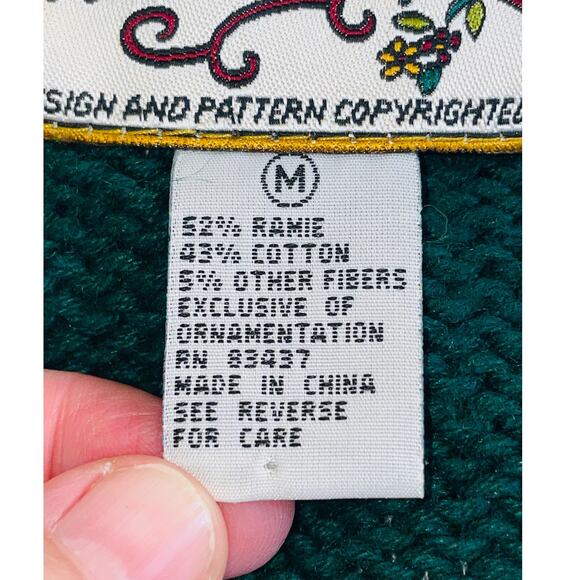 SIGN AND PATTERN COPYRIGHTE
M
52% RAMIE
43% COTTON
5% OTHER FIBERS
EXCLUSIVE OF
ORNAMENTATION
RN 83437
MADE IN CHINA
SEE REVERSE
FOR CARE